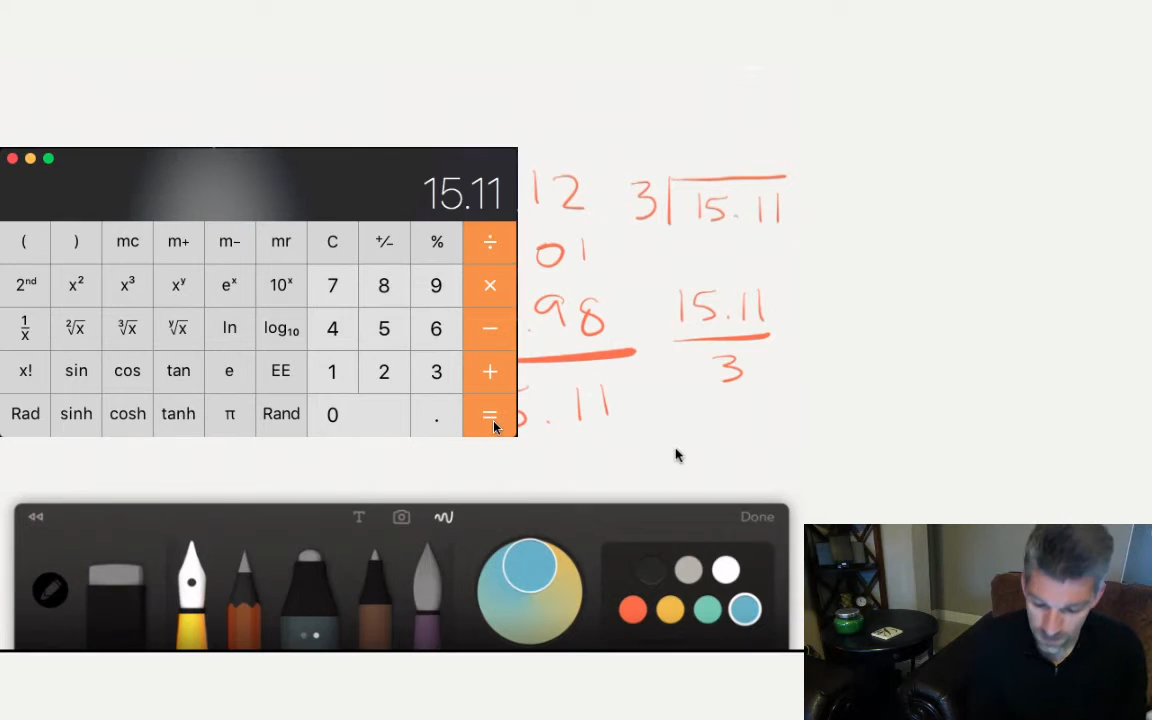 15.11
( ) mc m+ m− mr C ⁺∕₋ % ÷
2ⁿᵈ x² x³ xʸ eˣ 10ˣ 7 8 9 ×
1/x ²√x ³√x ʸ√x ln log₁₀ 4 5 6 −
x! sin cos tan e EE 1 2 3 +
Rad sinh cosh tanh π Rand 0 . =
12
01
.98
.11
3 15.11
15.11
3
T Done